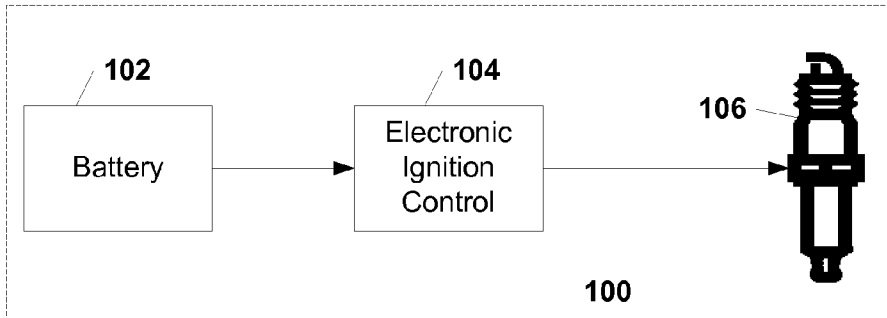 102
104
106
Battery
Electronic
Ignition
Control
100